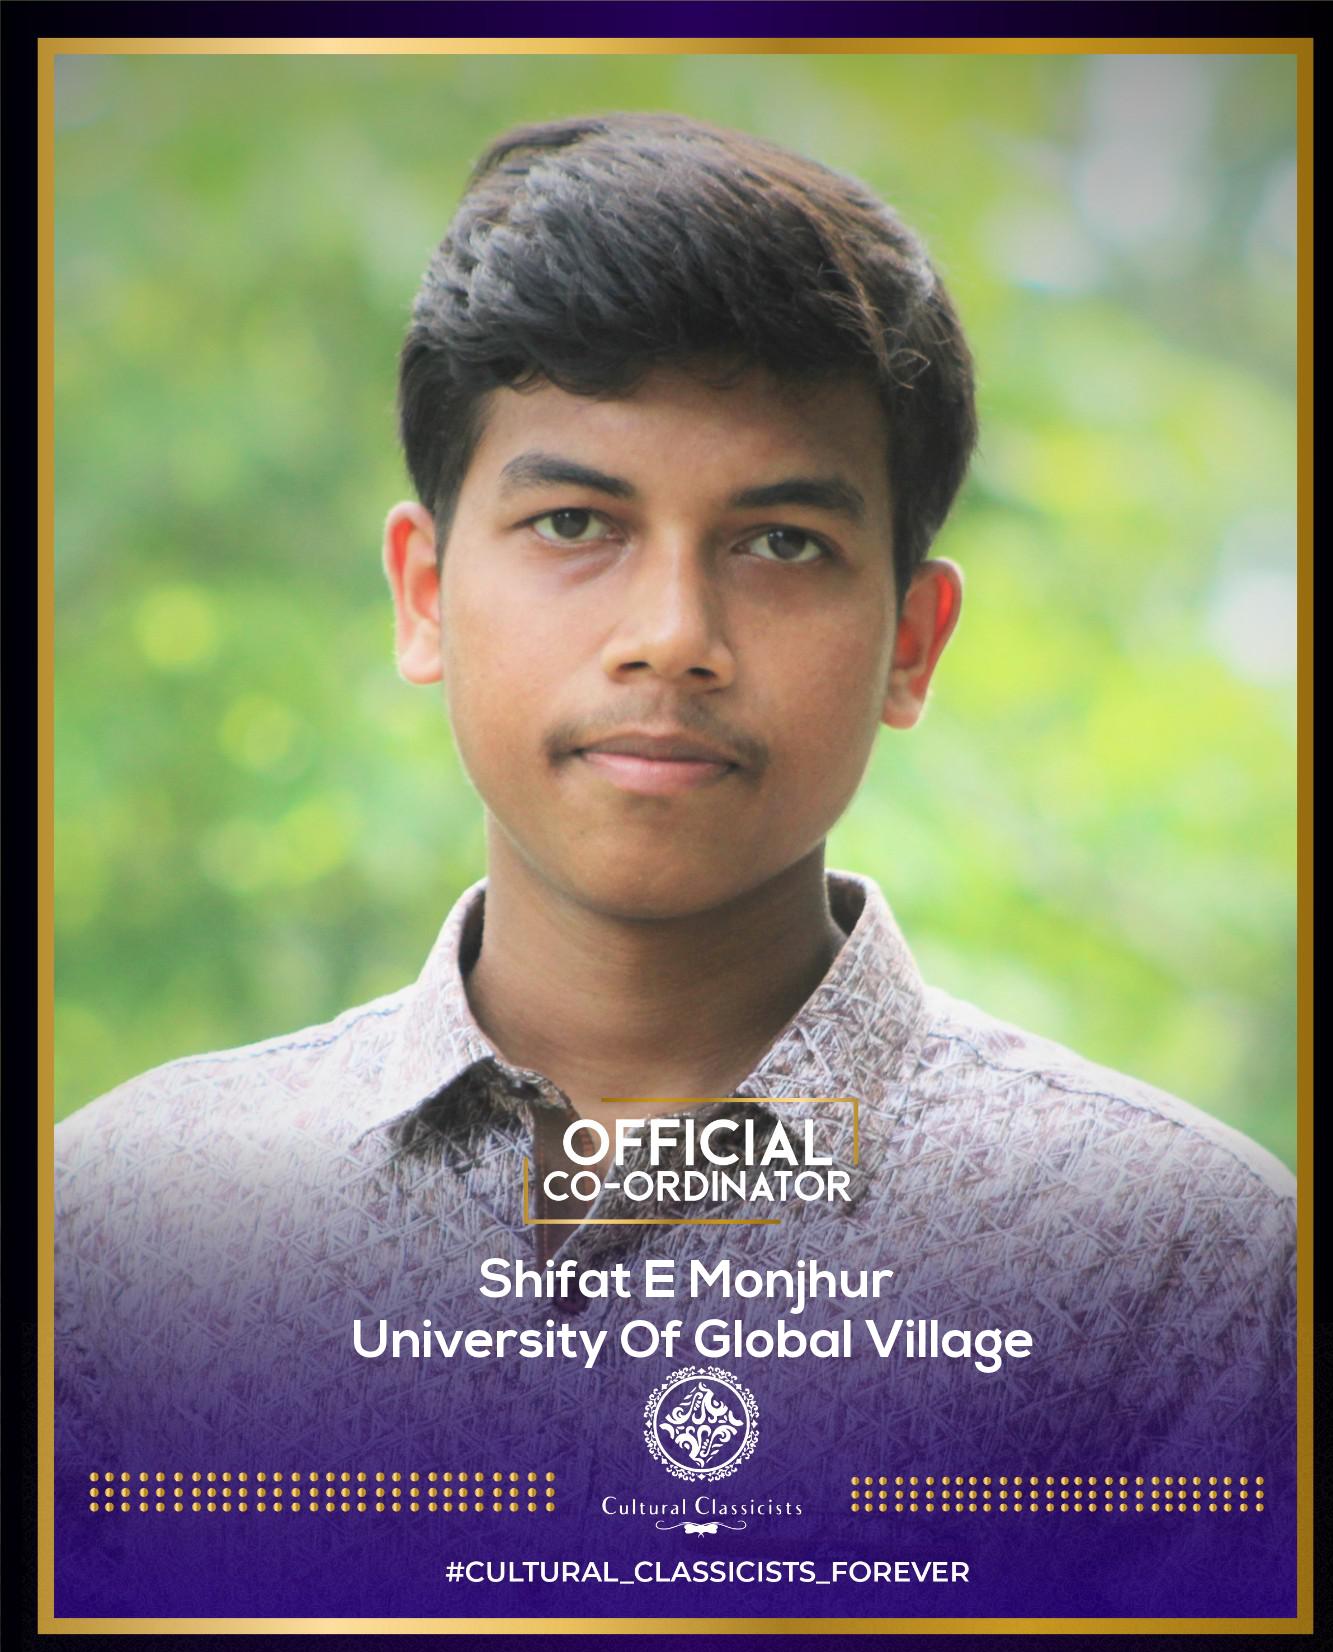 OFFICIAL
CO-ORDINATOR
Shifat E Monjhur
University Of Global Village
Cultural Classicists
#CULTURAL_CLASSICISTS_FOREVER